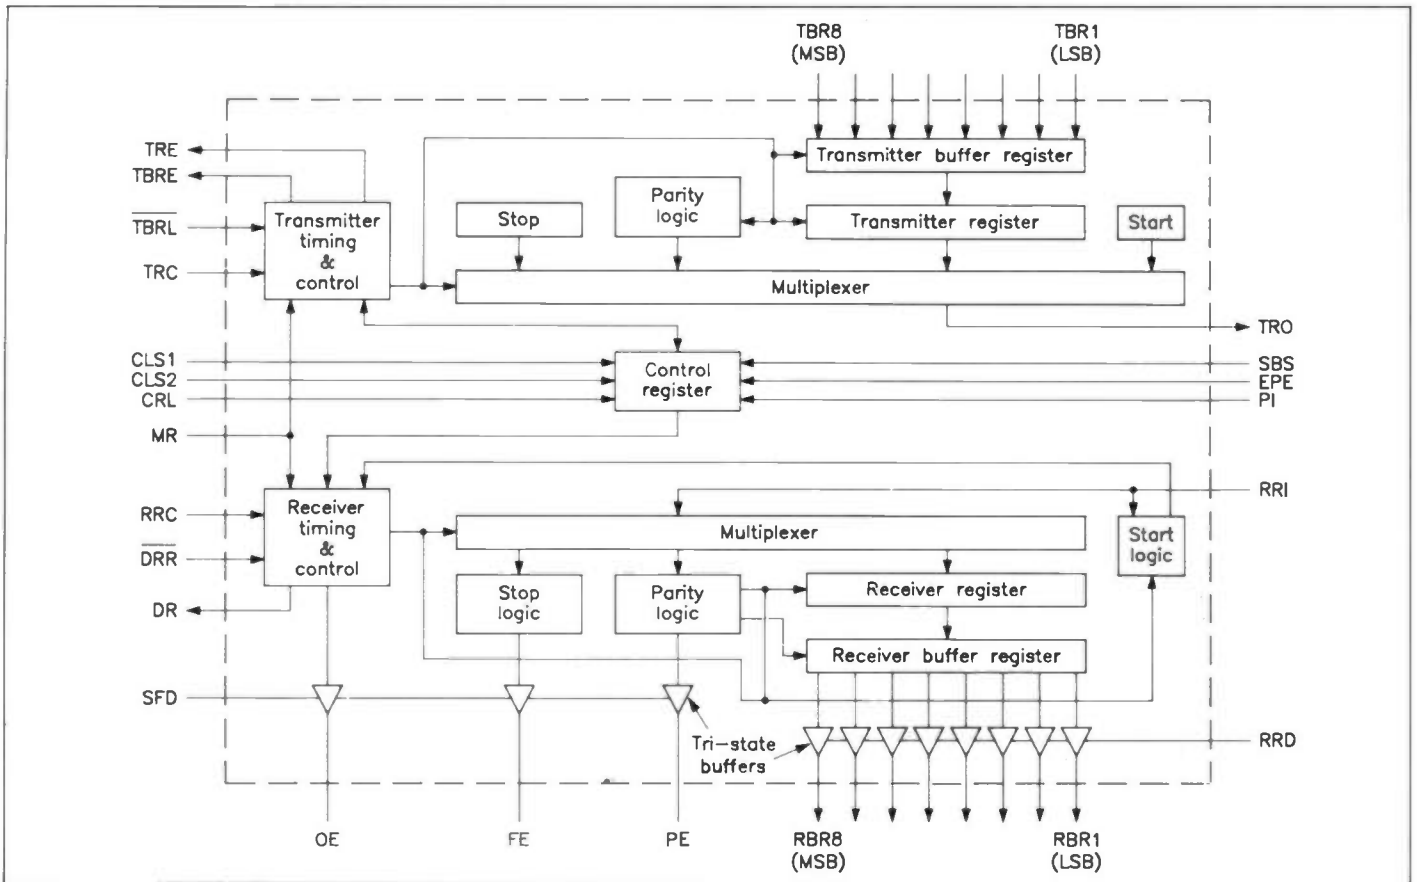 TBR8
(MSB)
TBR1
(LSB)
TRE
TBRE
TBRL
TRC
Transmitter
timing
&
control
Stop
Parity
logic
Transmitter buffer register
Transmitter register
Start
Multiplexer
TRO
CLS1
CLS2
CRL
MR
Control
register
SBS
EPE
PI
RRC
DRR
DR
Receiver
timing
&
control
Multiplexer
RRI
Start
logic
Stop
logic
Parity
logic
Receiver register
Receiver buffer register
SFD
Tri-state
buffers
RRD
OE
FE
PE
RBR8
(MSB)
RBR1
(LSB)